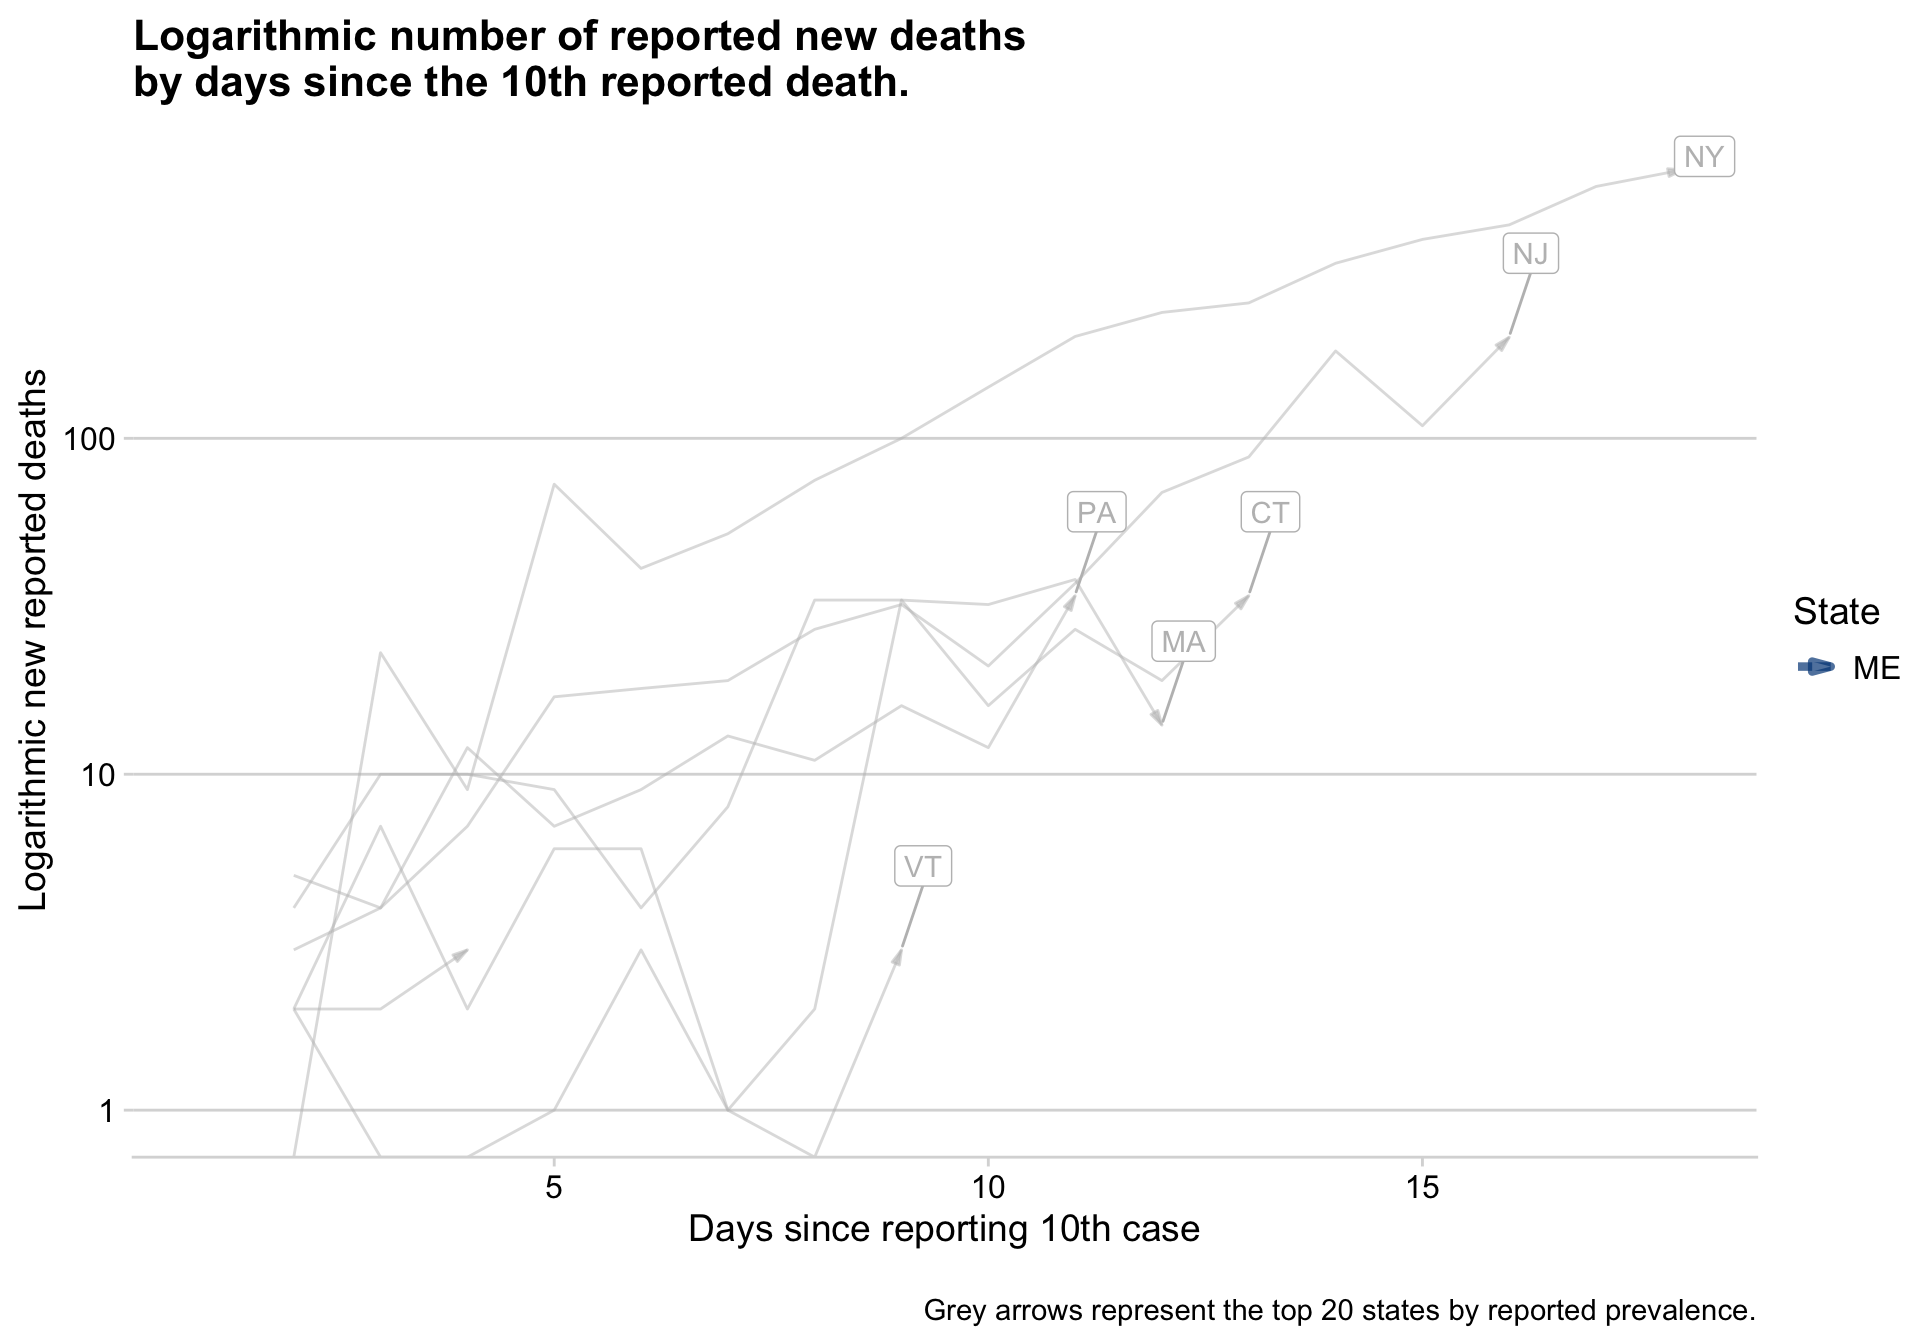 Logarithmic number of reported new deaths
by days since the 10th reported death.
NY
NJ
100
PA
CT
MA
10
VT
1
5
10
15
Logarithmic new reported deaths
Days since reporting 10th case
State
ME
Grey arrows represent the top 20 states by reported prevalence.